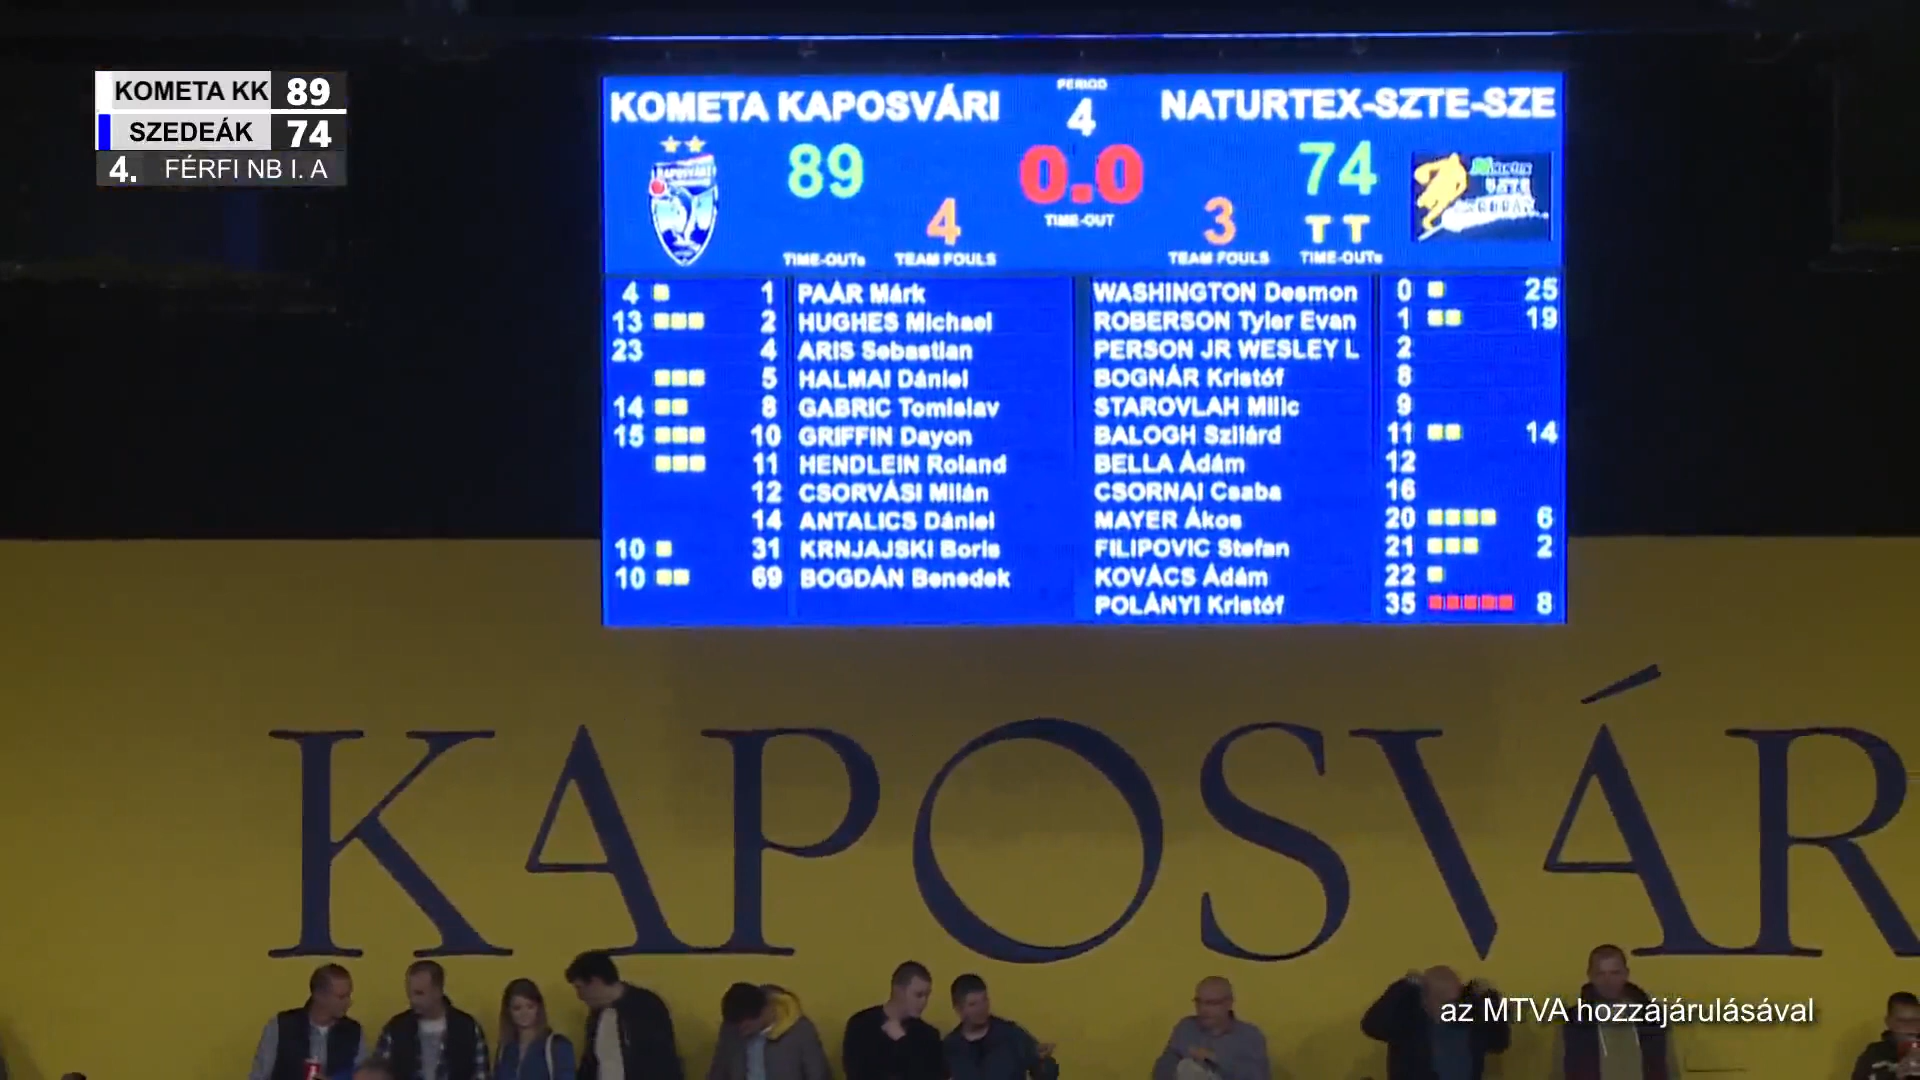 KOMETA KK 89
SZEDEÁK 74
4. FÉRFI NB I. A
PERIOD
KOMETA KAPOSVÁRI 4 NATURTEX-SZTE-SZE
89 0.0 74
TIME-OUT
4 3 T T
TIME-OUTs TEAM FOULS TEAM FOULS TIME-OUTs
KAPOSVÁRI
4 1 PAÁR Márk WASHINGTON Desmon 0 25
13 2 HUGHES Michael ROBERSON Tyler Evan 1 19
23 4 ARIS Sebastian PERSON JR WESLEY L 2
5 HALMAI Dániel BOGNÁR Kristóf 8
14 8 GABRIC Tomislav STAROVLAH Milic 9
15 10 GRIFFIN Dayon BALOGH Szilárd 11 14
11 HENDLEIN Roland BELLA Ádám 12
12 CSORVÁSI Milán CSORNAI Csaba 16
14 ANTALICS Dániel MAYER Ákos 20 6
10 31 KRNJAJSKI Boris FILIPOVIC Stefan 21 2
10 69 BOGDÁN Benedek KOVÁCS Ádám 22
POLÁNYI Kristóf 35 8
KAPOSVÁR
az MTVA hozzájárulásával